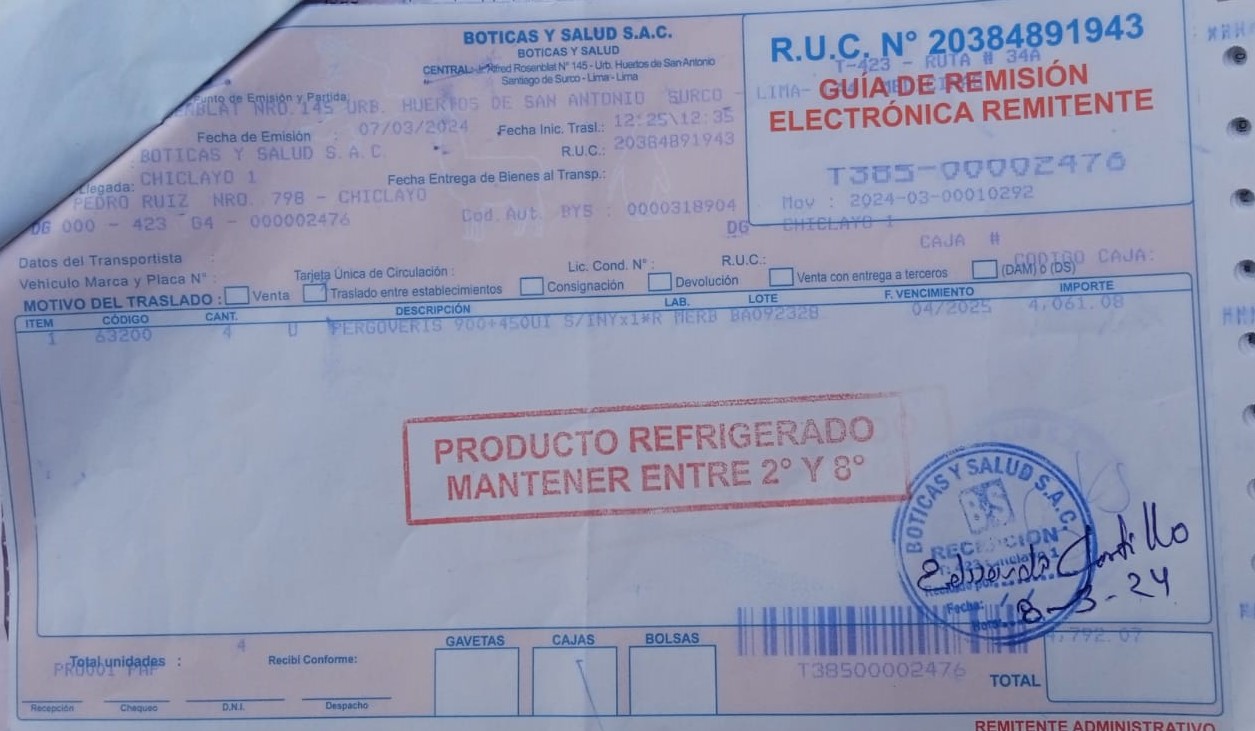 BOTICAS Y SALUD S.A.C.
BOTICAS Y SALUD
CENTRAL: Rosenblat N° 145 - Urb. Huertos de San Antonio
Santiago de Surco - Lima - Lima
R.U.C. N° 20384891943
T-423 - RUTA # 34A
GUÍA DE REMISIÓN
ELECTRÓNICA REMITENTE
T385-00002476
Mov : 2024-03-00010292
Punto de Emisión y Partida
NRO.145 URB. HUERTOS DE SAN ANTONIO SURCO - LIMA-
Fecha de Emisión : 07/03/2024 Fecha Inic. Trasl.: 12:25\12:35
BOTICAS Y SALUD S.A.C. R.U.C.: 20384891943
Llegada: CHICLAYO 1 Fecha Entrega de Bienes al Transp.:
PEDRO RUIZ NRO. 798 - CHICLAYO
DG 000 - 423 G4 - 000002476 Cod. Aut. BYS : 0000318904 DG CHICLAYO 1
CAJA #
CODIGO CAJA:
Datos del Transportista
Vehículo Marca y Placa N° : Tarjeta Única de Circulación : Lic. Cond. N° : R.U.C.:
MOTIVO DEL TRASLADO : Venta Traslado entre establecimientos Consignación Devolución Venta con entrega a terceros (DAM) ó (DS)
ITEM CÓDIGO CANT. DESCRIPCIÓN LAB. LOTE F. VENCIMIENTO IMPORTE
1 63200 4 U PERGOVERIS 900+450UI S/INYx1*R MERB BA092328 04/2025 4,061.08
PRODUCTO REFRIGERADO
MANTENER ENTRE 2° Y 8°
BOTICAS Y SALUD S.A.C.
BS
RECEPCION
Fecha: 8-3-24
4 4,792.07
Total unidades : Recibí Conforme: GAVETAS CAJAS BOLSAS
T38500002476
TOTAL
Recepción Chequeo D.N.I. Despacho
REMITENTE ADMINISTRATIVO